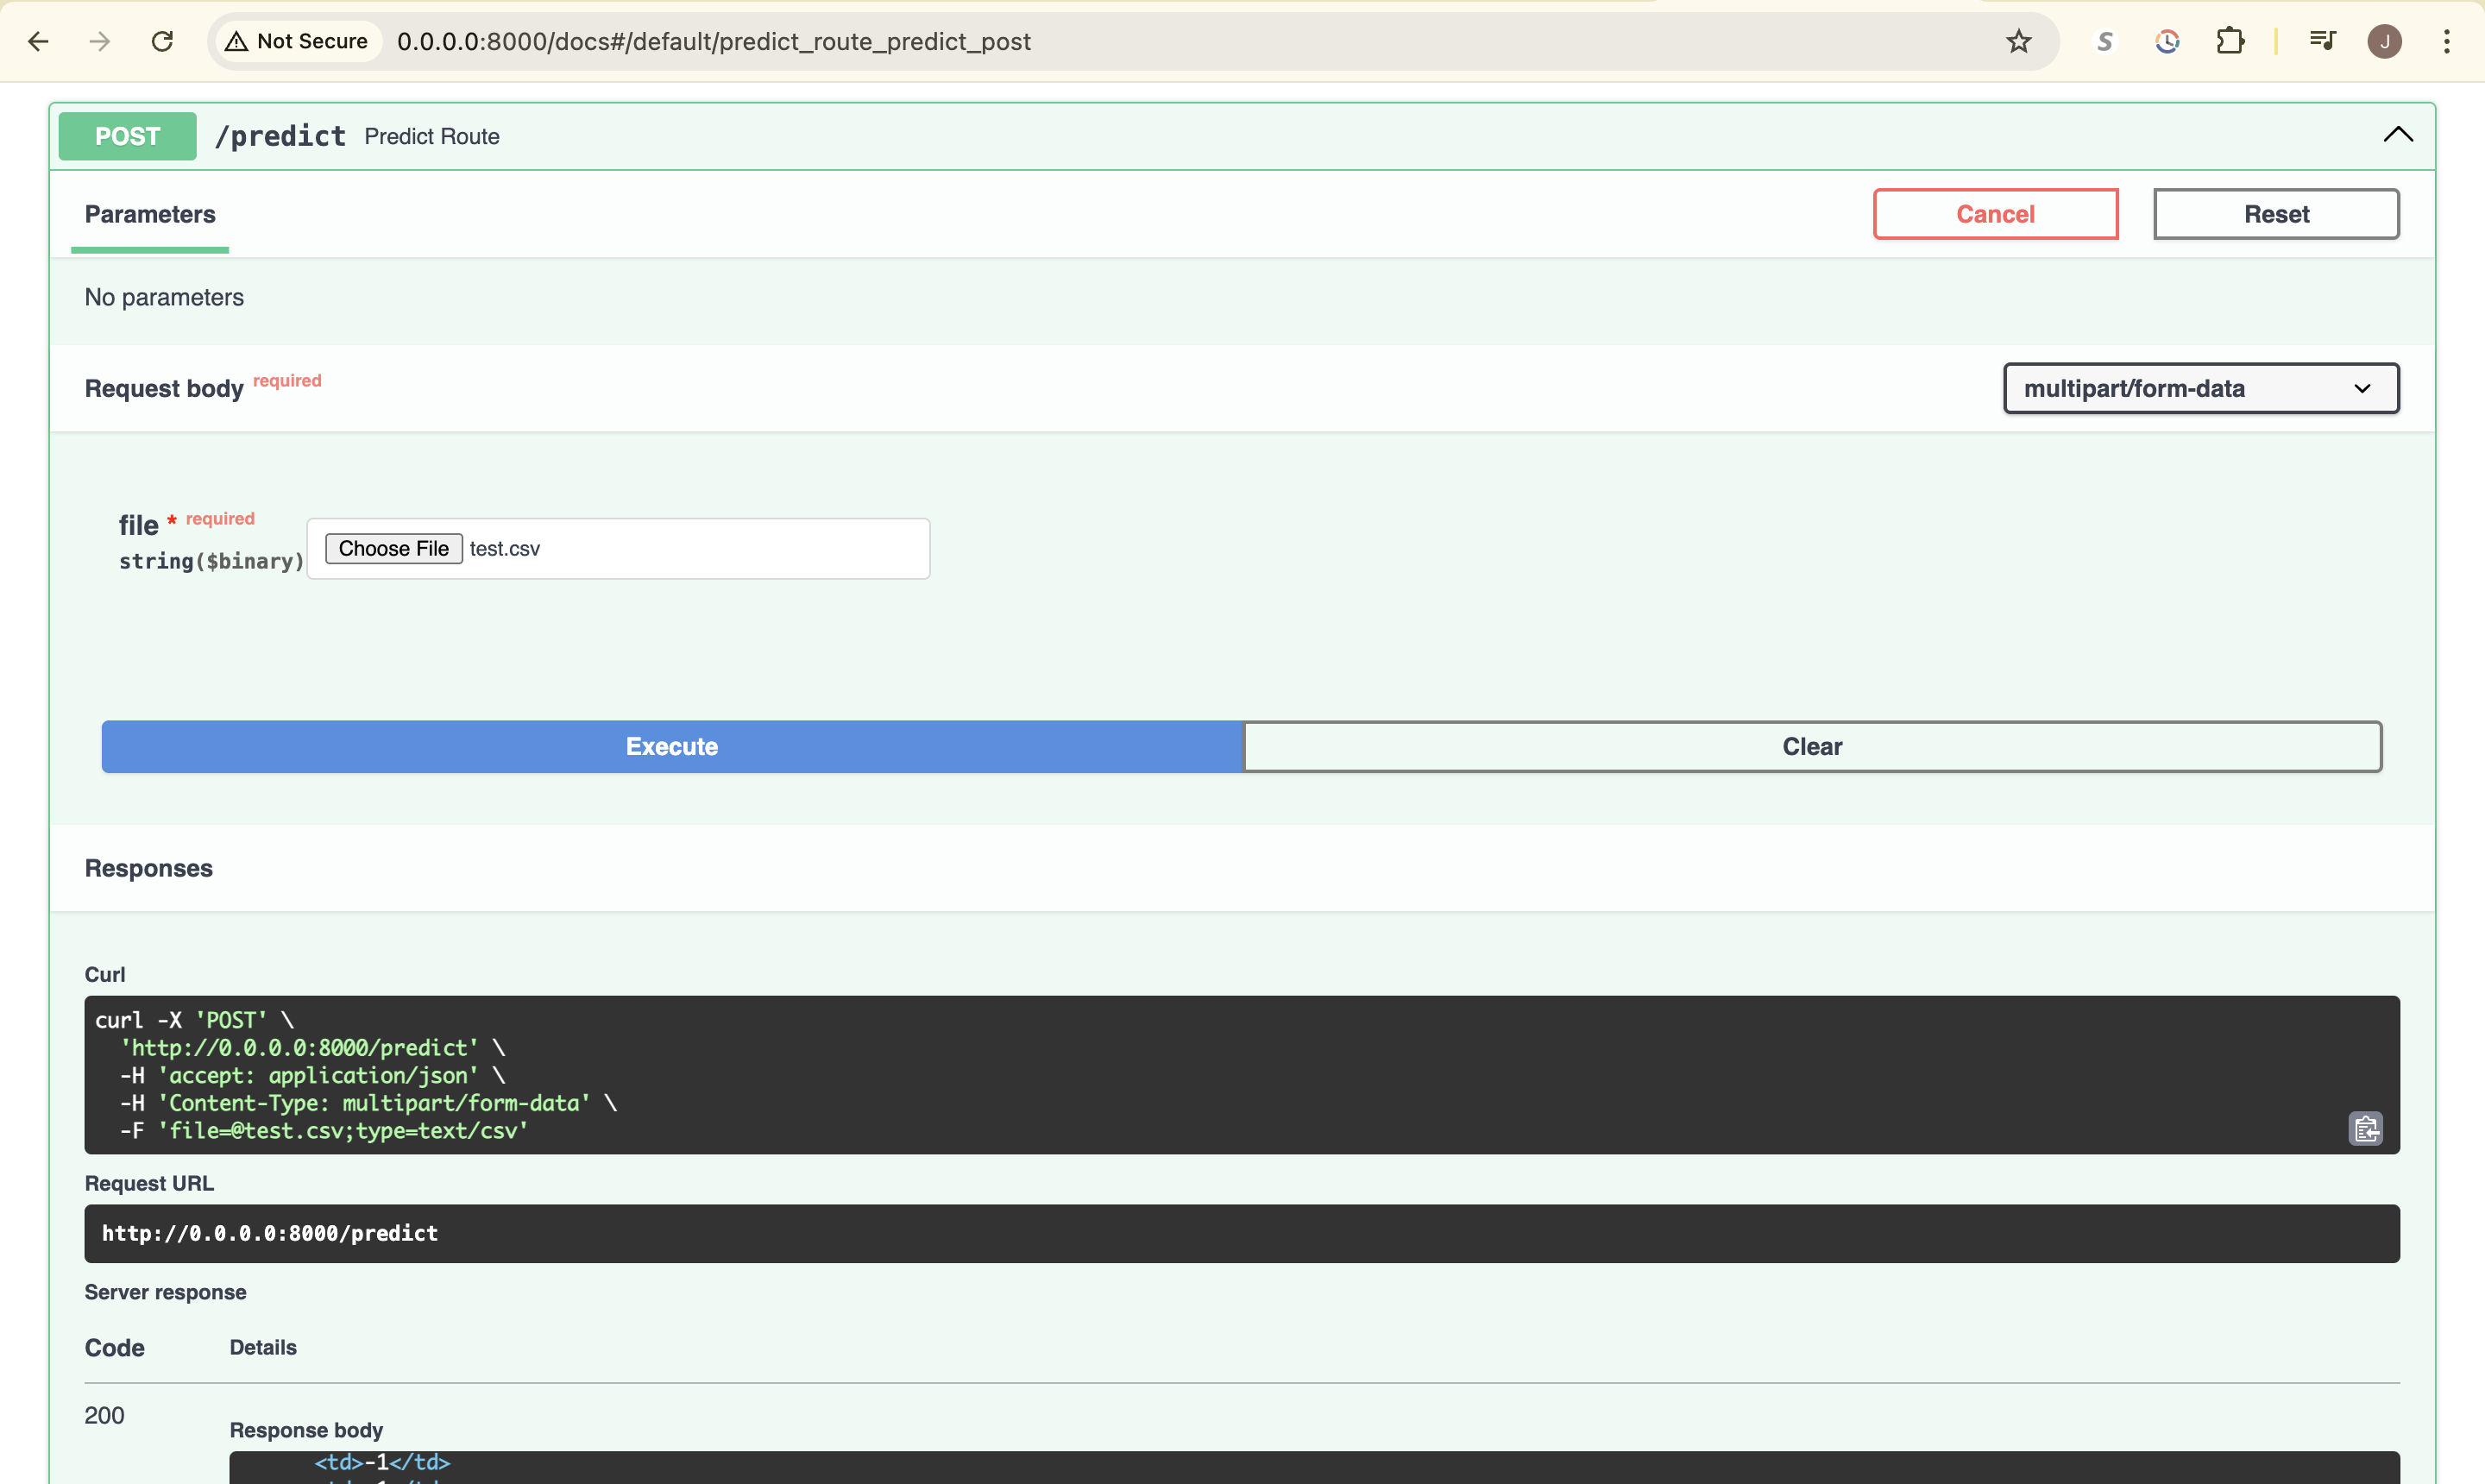 Not Secure 0.0.0.0:8000/docs#/default/predict_route_predict_post
S
J
POST /predict Predict Route
Parameters
Cancel
Reset
No parameters
Request body required
multipart/form-data
file * required
string($binary)
Choose File test.csv
Execute
Clear
Responses
Curl
curl -X 'POST' \
'http://0.0.0.0:8000/predict' \
-H 'accept: application/json' \
-H 'Content-Type: multipart/form-data' \
-F 'file=@test.csv;type=text/csv'
Request URL
http://0.0.0.0:8000/predict
Server response
Code Details
200
Response body
<td>-1</td>